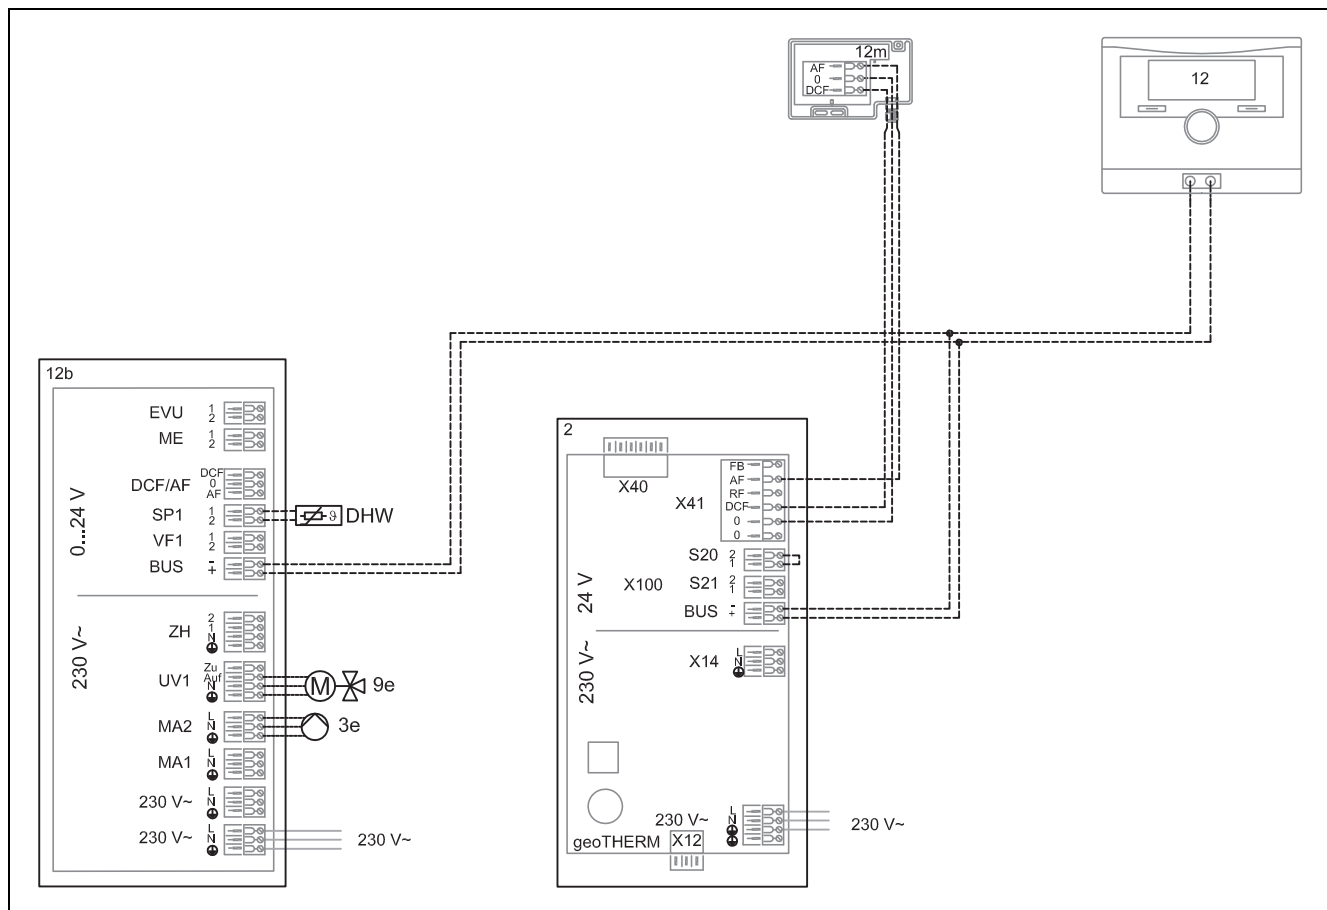 12m
AF
0
DCF
12
12b
0....24 V
EVU 1 2
ME 1 2
DCF/AF DCF 0 AF
SP1 1 2
DHW
VF1 1 2
BUS - +
230 V~
ZH 2 1 N
UV1 Zu Auf N
M
9e
MA2 L N
3e
MA1 L N
230 V~ L N
230 V~ L N
230 V~
2
X40
X41
FB
AF
RF
DCF
0
0
24 V
X100
S20 2 1
S21 2 1
BUS - +
230 V~
X14 L N
230 V~ L N
230 V~
geoTHERM
X12